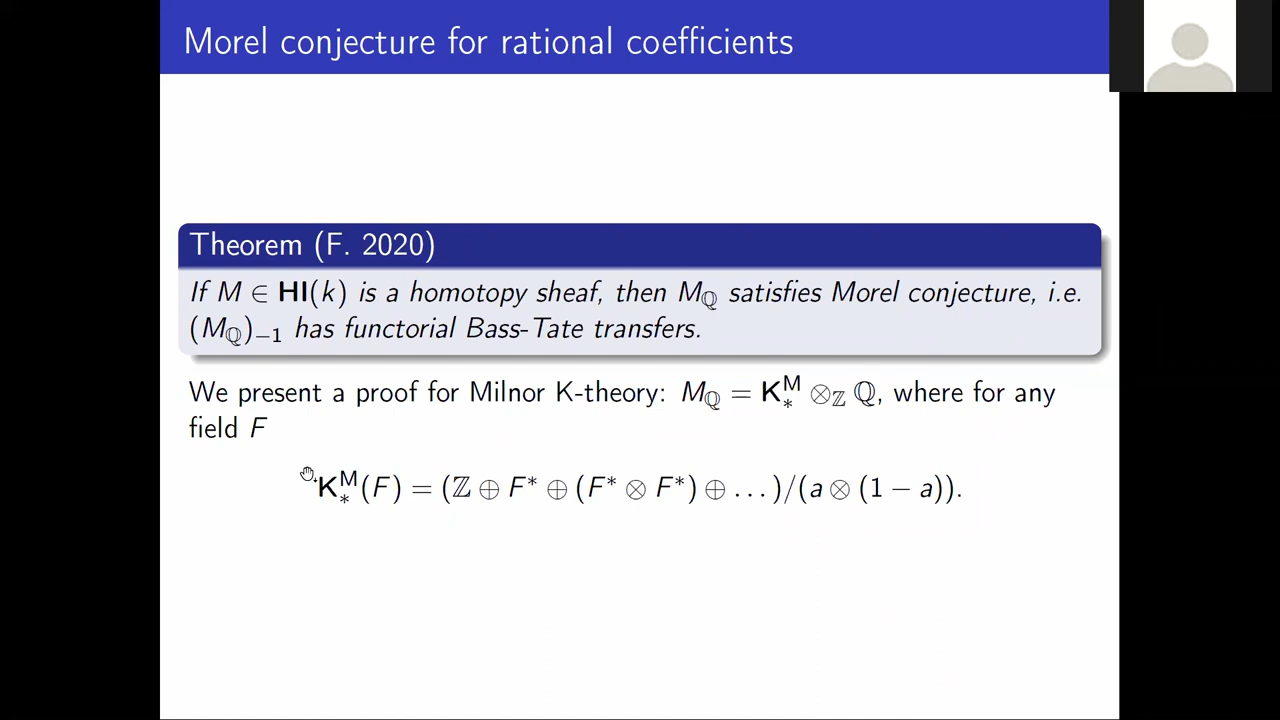 Morel conjecture for rational coefficients
Theorem (F. 2020)
If M ∈ HI(k) is a homotopy sheaf, then M_ℚ satisfies Morel conjecture, i.e.
(M_ℚ)₋₁ has functorial Bass-Tate transfers.
We present a proof for Milnor K-theory: M_ℚ = K^M_* ⊗_ℤ ℚ, where for any
field F
K^M_*(F) = (ℤ ⊕ F* ⊕ (F* ⊗ F*) ⊕ …)/(a ⊗ (1 − a)).